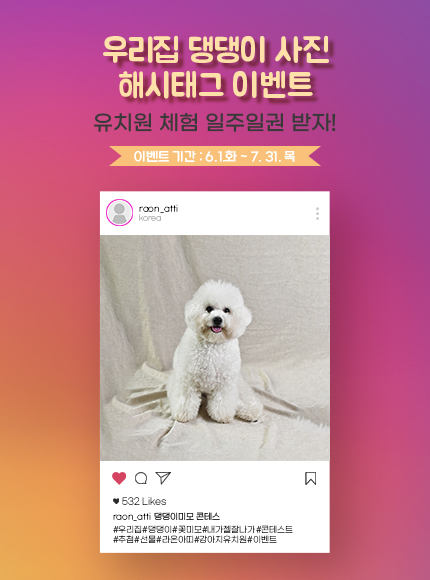 우리집 댕댕이 사진
해시태그 이벤트
유치원 체험 일주일권 받자!
이벤트 기간 : 6.1.화 ~ 7. 31. 목
raon_atti
korea
532 Likes
raon_atti 댕댕이미모 콘테스
#우리집#댕댕이#꽃미모#내가젤잘나가#콘테스트
#추첨#선물#라온아띠#강아지유치원#이벤트